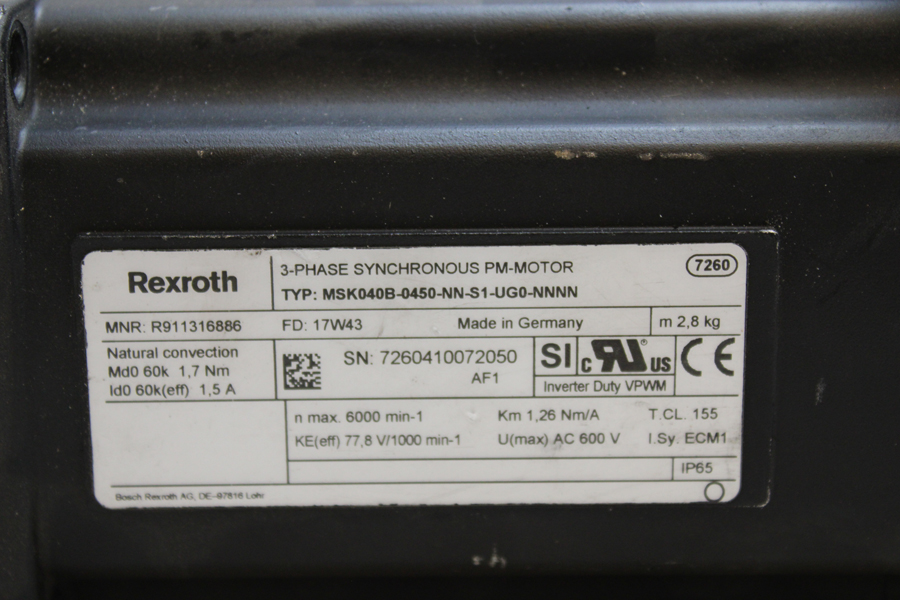 Rexroth
3-PHASE SYNCHRONOUS PM-MOTOR
7260
TYP: MSK040B-0450-NN-S1-UG0-NNNN
MNR: R911316886
FD: 17W43
Made in Germany
m 2,8 kg
Natural convection
Md0 60k 1,7 Nm
Id0 60k(eff) 1,5 A
SN: 7260410072050
AF1
SI
c RU ® US
Inverter Duty VPWM
CE
n max. 6000 min-1
Km 1,26 Nm/A
T.CL. 155
KE(eff) 77,8 V/1000 min-1
U(max) AC 600 V
I.Sy. ECM1
IP65
Bosch Rexroth AG, DE-97816 Lohr